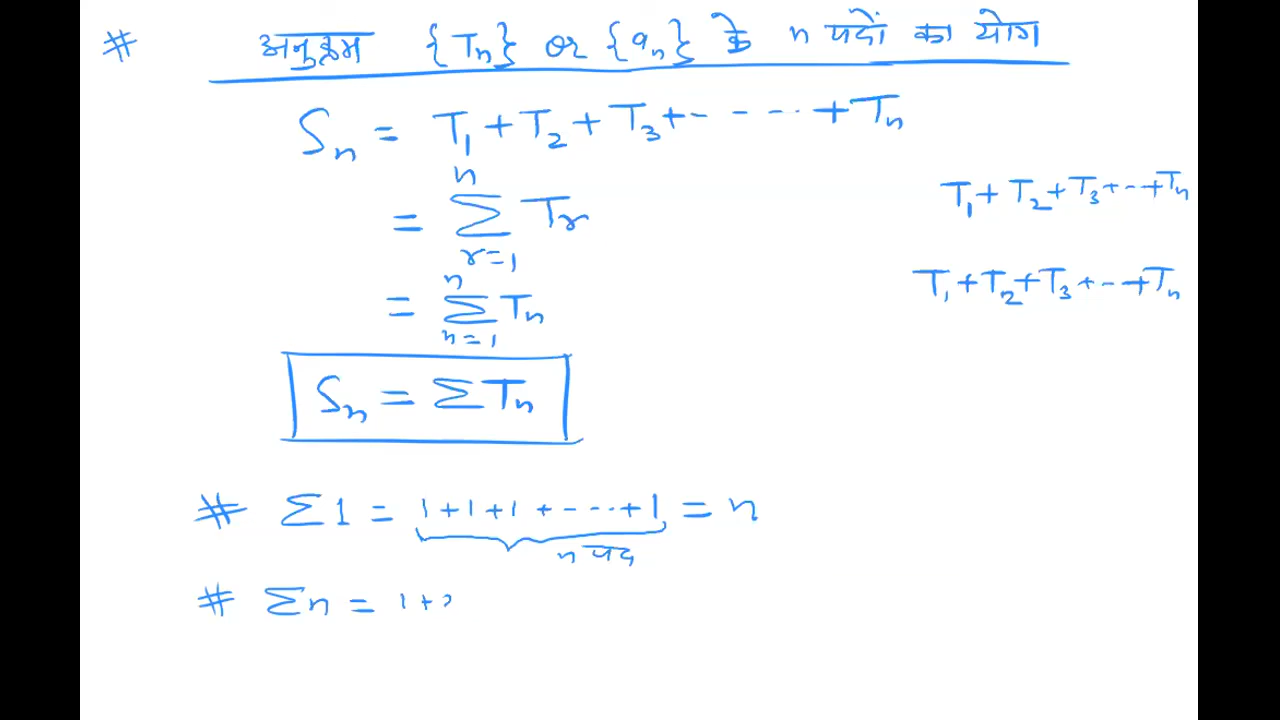 # अनुक्रम {Tn} or {an} के n पदों का योग
Sn = T1 + T2 + T3 + - - - ... + Tn
T1 + T2 + T3 + - .. + Tn
n
= Σ Tr
r=1
T1 + T2 + T3 + - .. + Tn
n
= Σ Tn
n=1
Sn = Σ Tn
# Σ1 = 1+1+1 + - - .. + 1 = n
n पद
# Σn = 1+